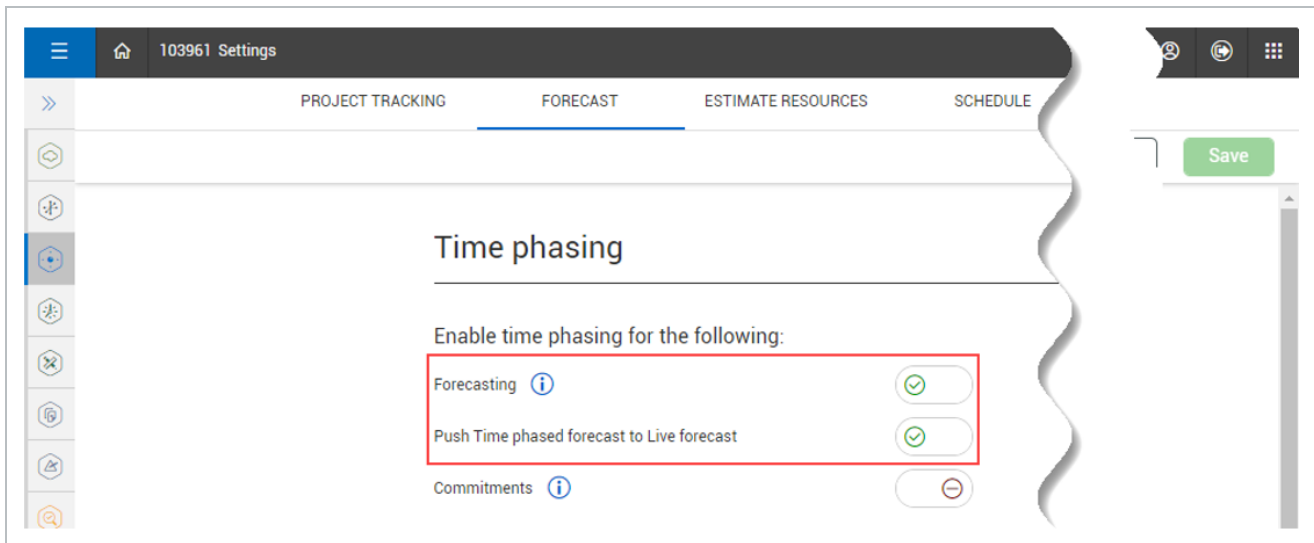 103961 Settings
PROJECT TRACKING FORECAST ESTIMATE RESOURCES SCHEDULE
Save
Time phasing
Enable time phasing for the following:
Forecasting
Push Time phased forecast to Live forecast
Commitments